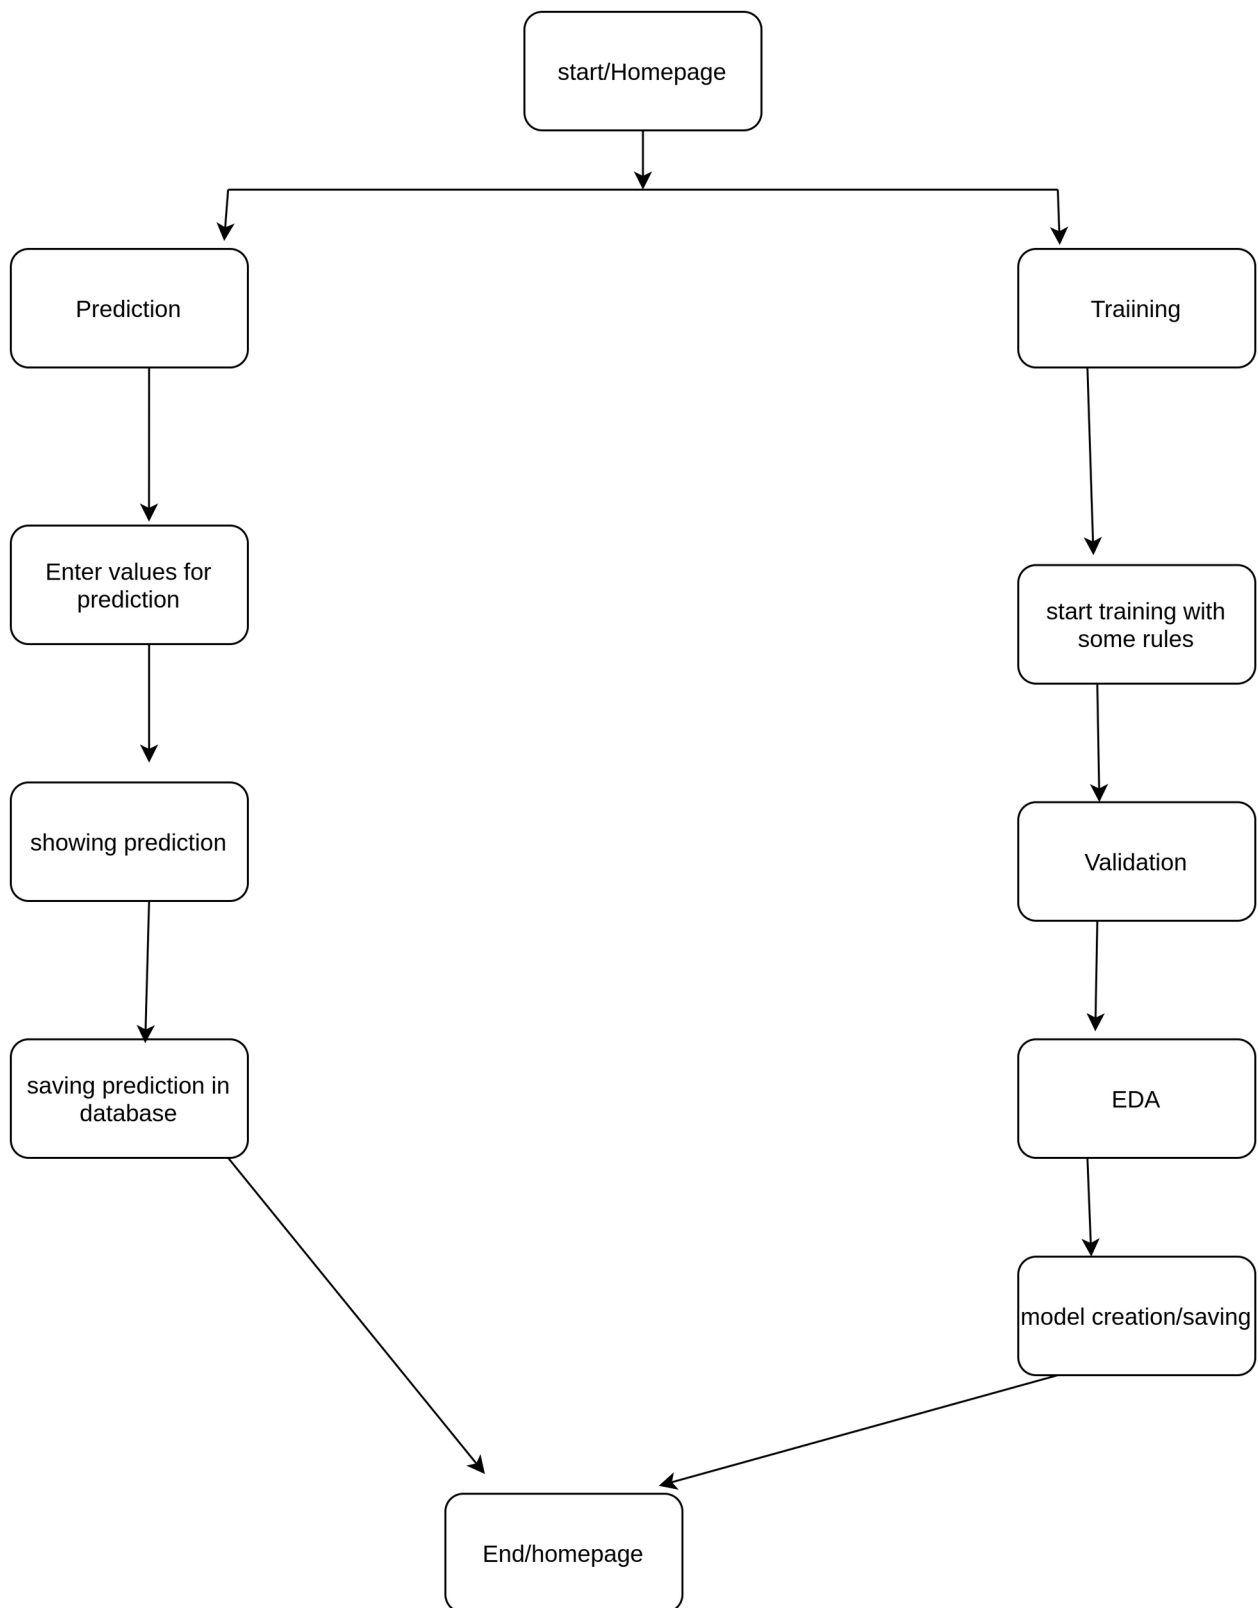 start/Homepage
Prediction
Traiining
Enter values for
prediction
start training with
some rules
showing prediction
Validation
saving prediction in
database
EDA
model creation/saving
End/homepage